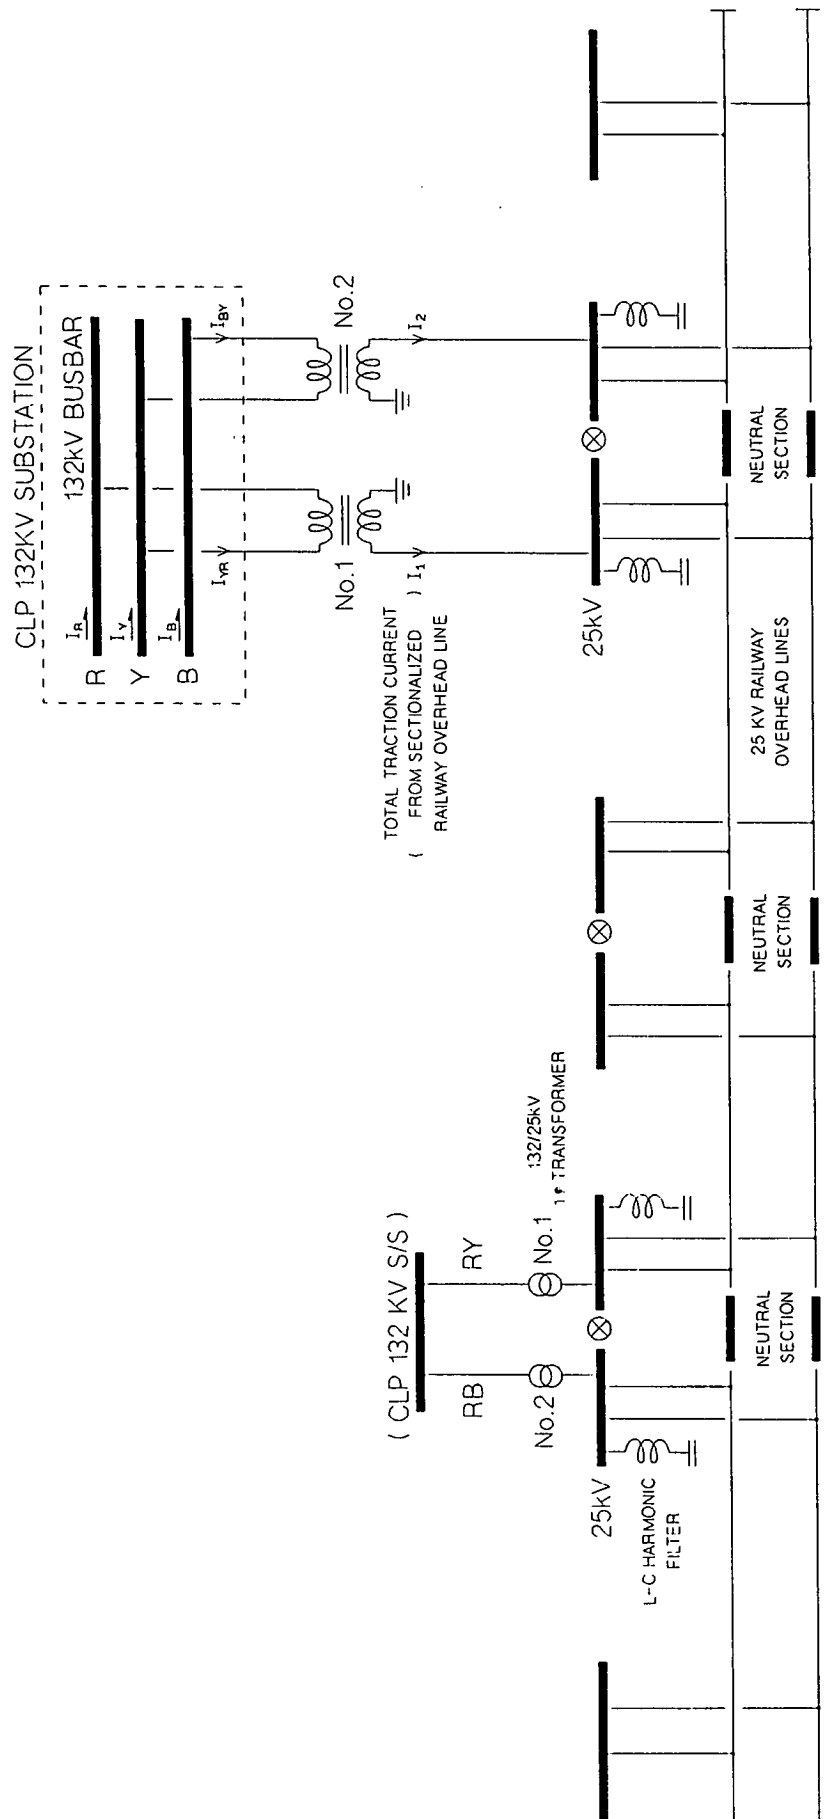 CLP 132KV SUBSTATION
132kV BUSBAR
I_R
R
I_Y
Y
I_B
B
I_YR
I_BY
No.1
No.2
I_1
I_2
TOTAL TRACTION CURRENT
( FROM SECTIONALIZED )
RAILWAY OVERHEAD LINE
25kV
NEUTRAL
SECTION
25 KV RAILWAY
OVERHEAD LINES
NEUTRAL
SECTION
( CLP 132 KV S/S )
RB
RY
No.2
No.1
132/25kV
1φ TRANSFORMER
25kV
L-C HARMONIC
FILTER
NEUTRAL
SECTION